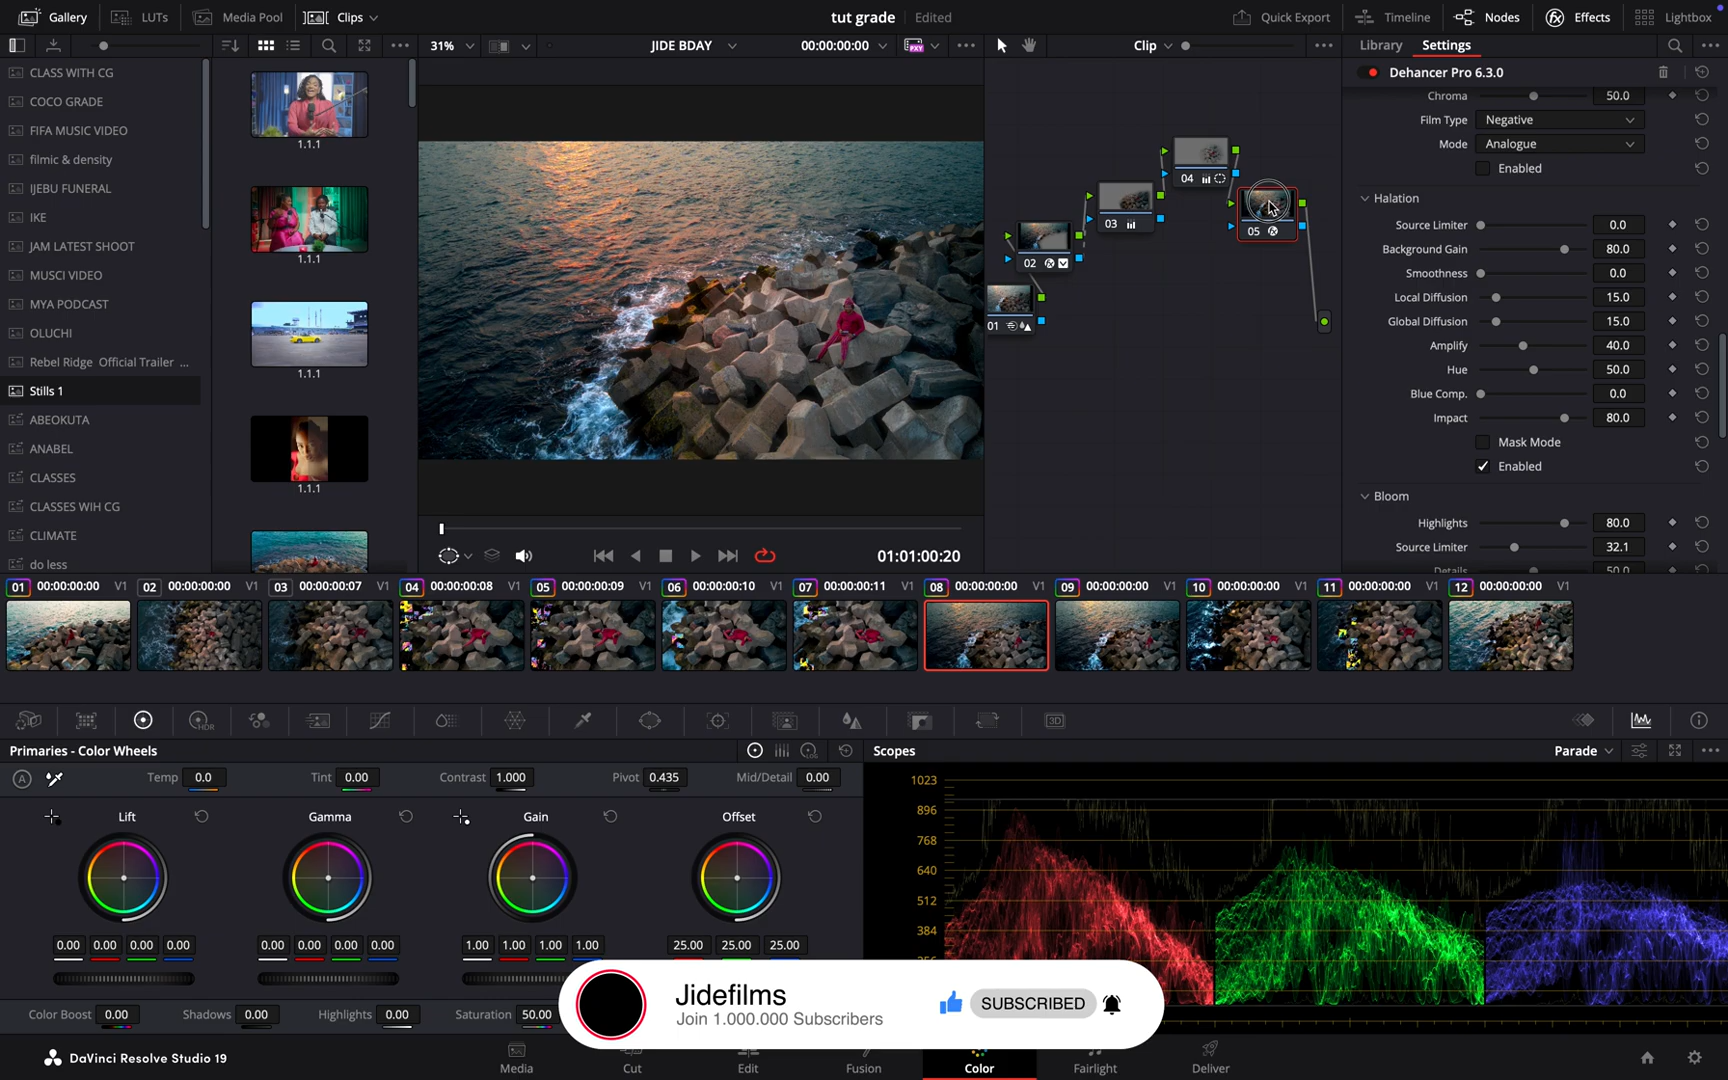 Gallery LUTs Media Pool Clips tut grade Edited Quick Export Timeline Nodes Effects Lightbox
31% JIDE BDAY 00:00:00:00 PXY Clip Library Settings
CLASS WITH CG
COCO GRADE
FIFA MUSIC VIDEO
filmic & density
IJEBU FUNERAL
IKE
JAM LATEST SHOOT
MUSCI VIDEO
MYA PODCAST
OLUCHI
Rebel Ridge Official Trailer ...
Stills 1
ABEOKUTA
ANABEL
CLASSES
CLASSES WIH CG
CLIMATE
do less
1.1.1
1.1.1
1.1.1
1.1.1
01:01:00:20
01
02
03
04
05
Dehancer Pro 6.3.0
Chroma 50.0
Film Type Negative
Mode Analogue
Enabled
Halation
Source Limiter 0.0
Background Gain 80.0
Smoothness 0.0
Local Diffusion 15.0
Global Diffusion 15.0
Amplify 40.0
Hue 50.0
Blue Comp. 0.0
Impact 80.0
Mask Mode
Enabled
Bloom
Highlights 80.0
Source Limiter 32.1
Details 50.0
01 00:00:00:00 V1 02 00:00:00:00 V1 03 00:00:00:07 V1 04 00:00:00:08 V1 05 00:00:00:09 V1 06 00:00:00:10 V1 07 00:00:00:11 V1 08 00:00:00:00 V1 09 00:00:00:00 V1 10 00:00:00:00 V1 11 00:00:00:00 V1 12 00:00:00:00 V1
HDR 3D
Primaries - Color Wheels LOG
A Temp 0.0 Tint 0.00 Contrast 1.000 Pivot 0.435 Mid/Detail 0.00
Lift Gamma Gain Offset
0.00 0.00 0.00 0.00 0.00 0.00 0.00 0.00 1.00 1.00 1.00 1.00 25.00 25.00 25.00
Color Boost 0.00 Shadows 0.00 Highlights 0.00 Saturation 50.00
Scopes Parade
1023
896
768
640
512
384
Jidefilms
Join 1.000.000 Subscribers
SUBSCRIBED
DaVinci Resolve Studio 19
Media Cut Edit Fusion Color Fairlight Deliver